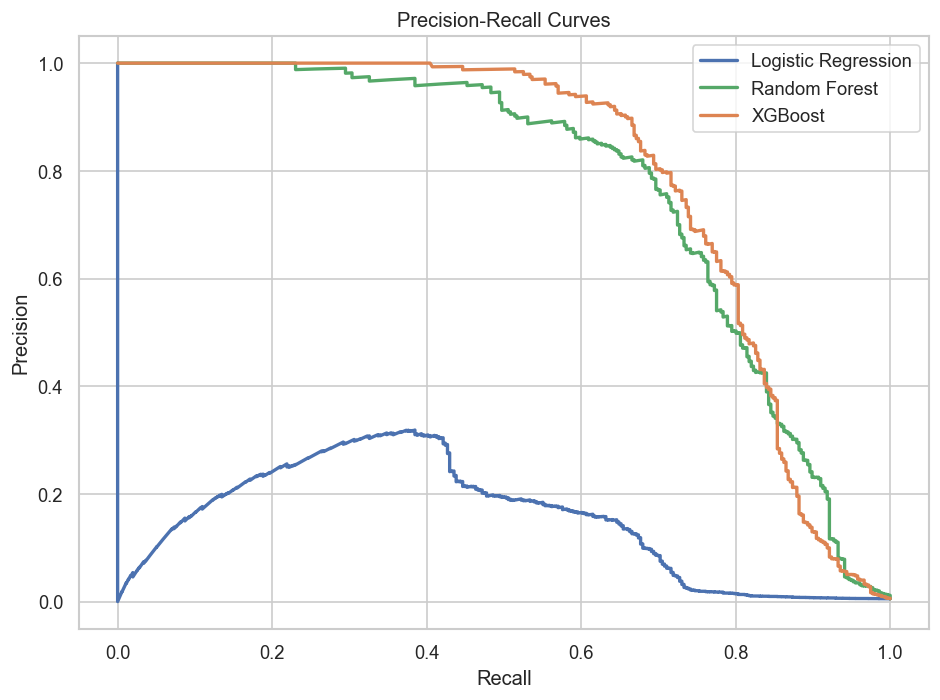 Precision-Recall Curves
Logistic Regression
Random Forest
XGBoost
Precision
1.0
0.8
0.6
0.4
0.2
0.0
0.0 0.2 0.4 0.6 0.8 1.0
Recall